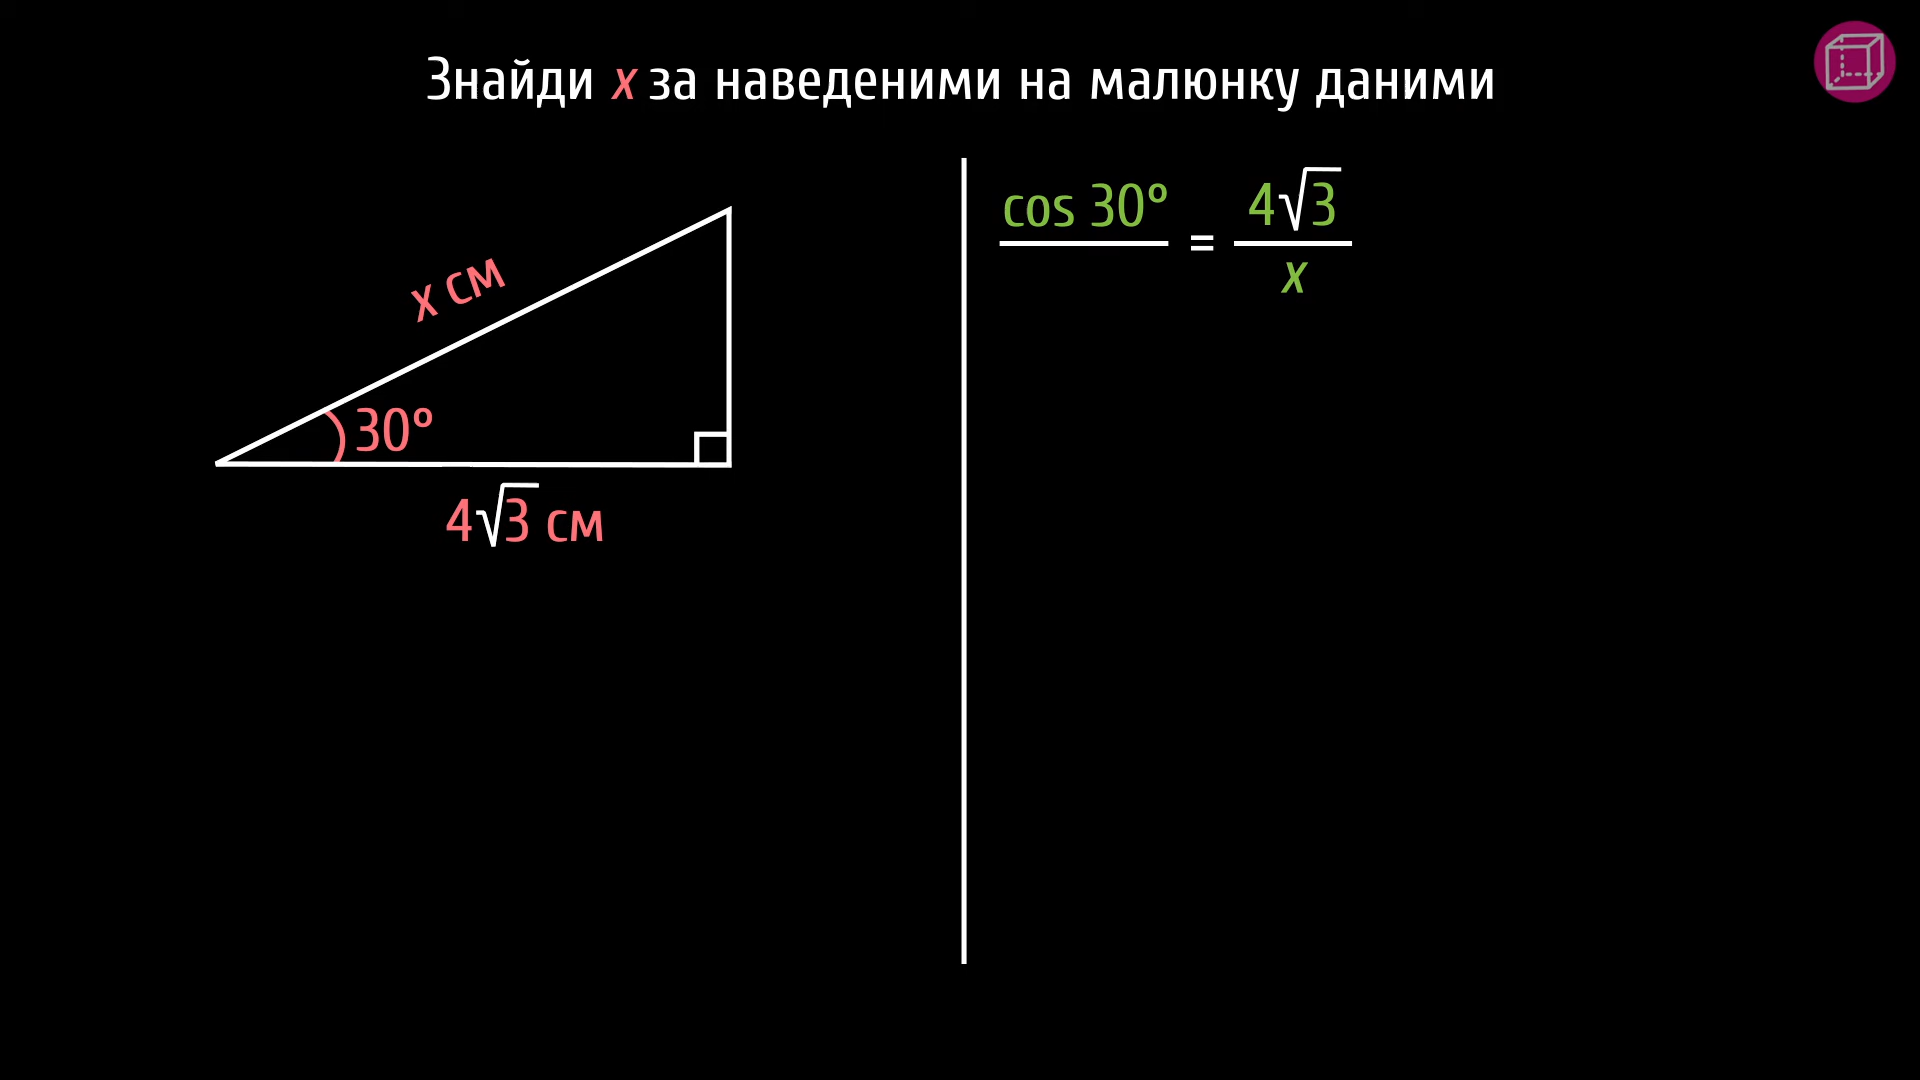 Знайди x за наведеними на малюнку даними
x см
30°
4√3 см
cos 30° = 4√3
x